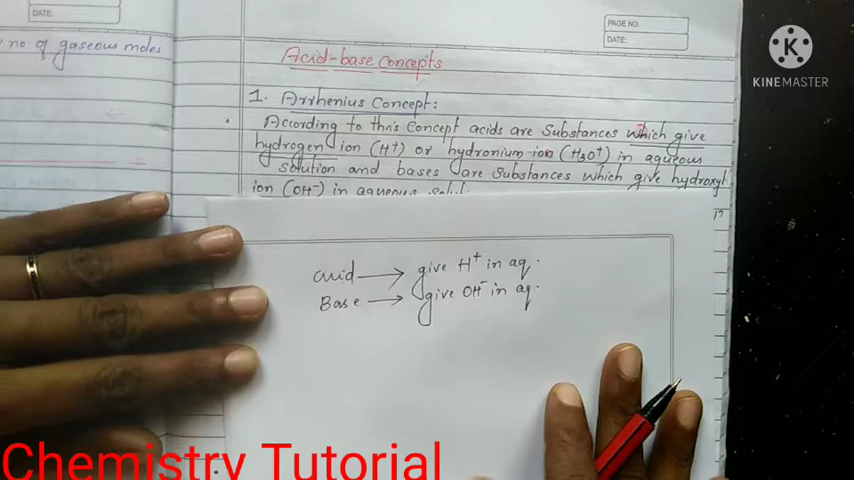 DATE:
PAGE NO.
DATE:
no of gaseous moles
Acid-base concepts
1. Arrhenius Concept:
According to this Concept acids are substances which give
hydrogen ion (H+) or hydronium ion (H3O+) in aqueous
solution and bases are substances which give hydroxyl
ion (OH-) in aqueous
acid → give H+ in aq.
Base → give OH- in aq.
K
KINEMASTER
Chemistry Tutorial